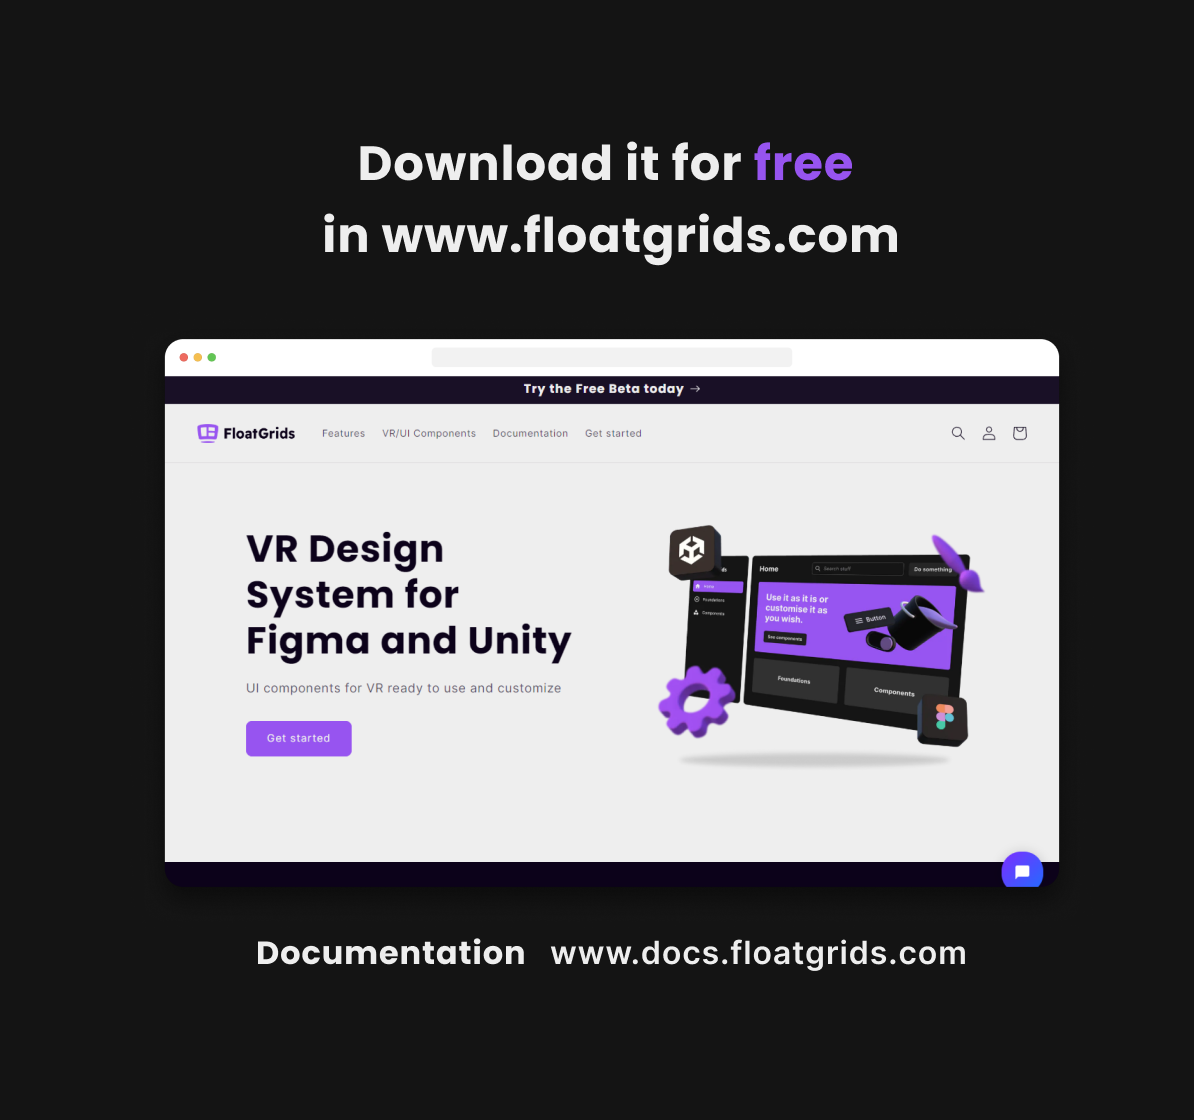 Download it for free
in www.floatgrids.com
Try the Free Beta today →
FloatGrids Features VR/UI Components Documentation Get started
VR Design
System for
Figma and Unity
UI components for VR ready to use and customize
Get started
Home Search stuff Do something
Home
Foundations
Components
Use it as it is or
customise it as
you wish.
See components
Button
Foundations
Components
Documentation www.docs.floatgrids.com